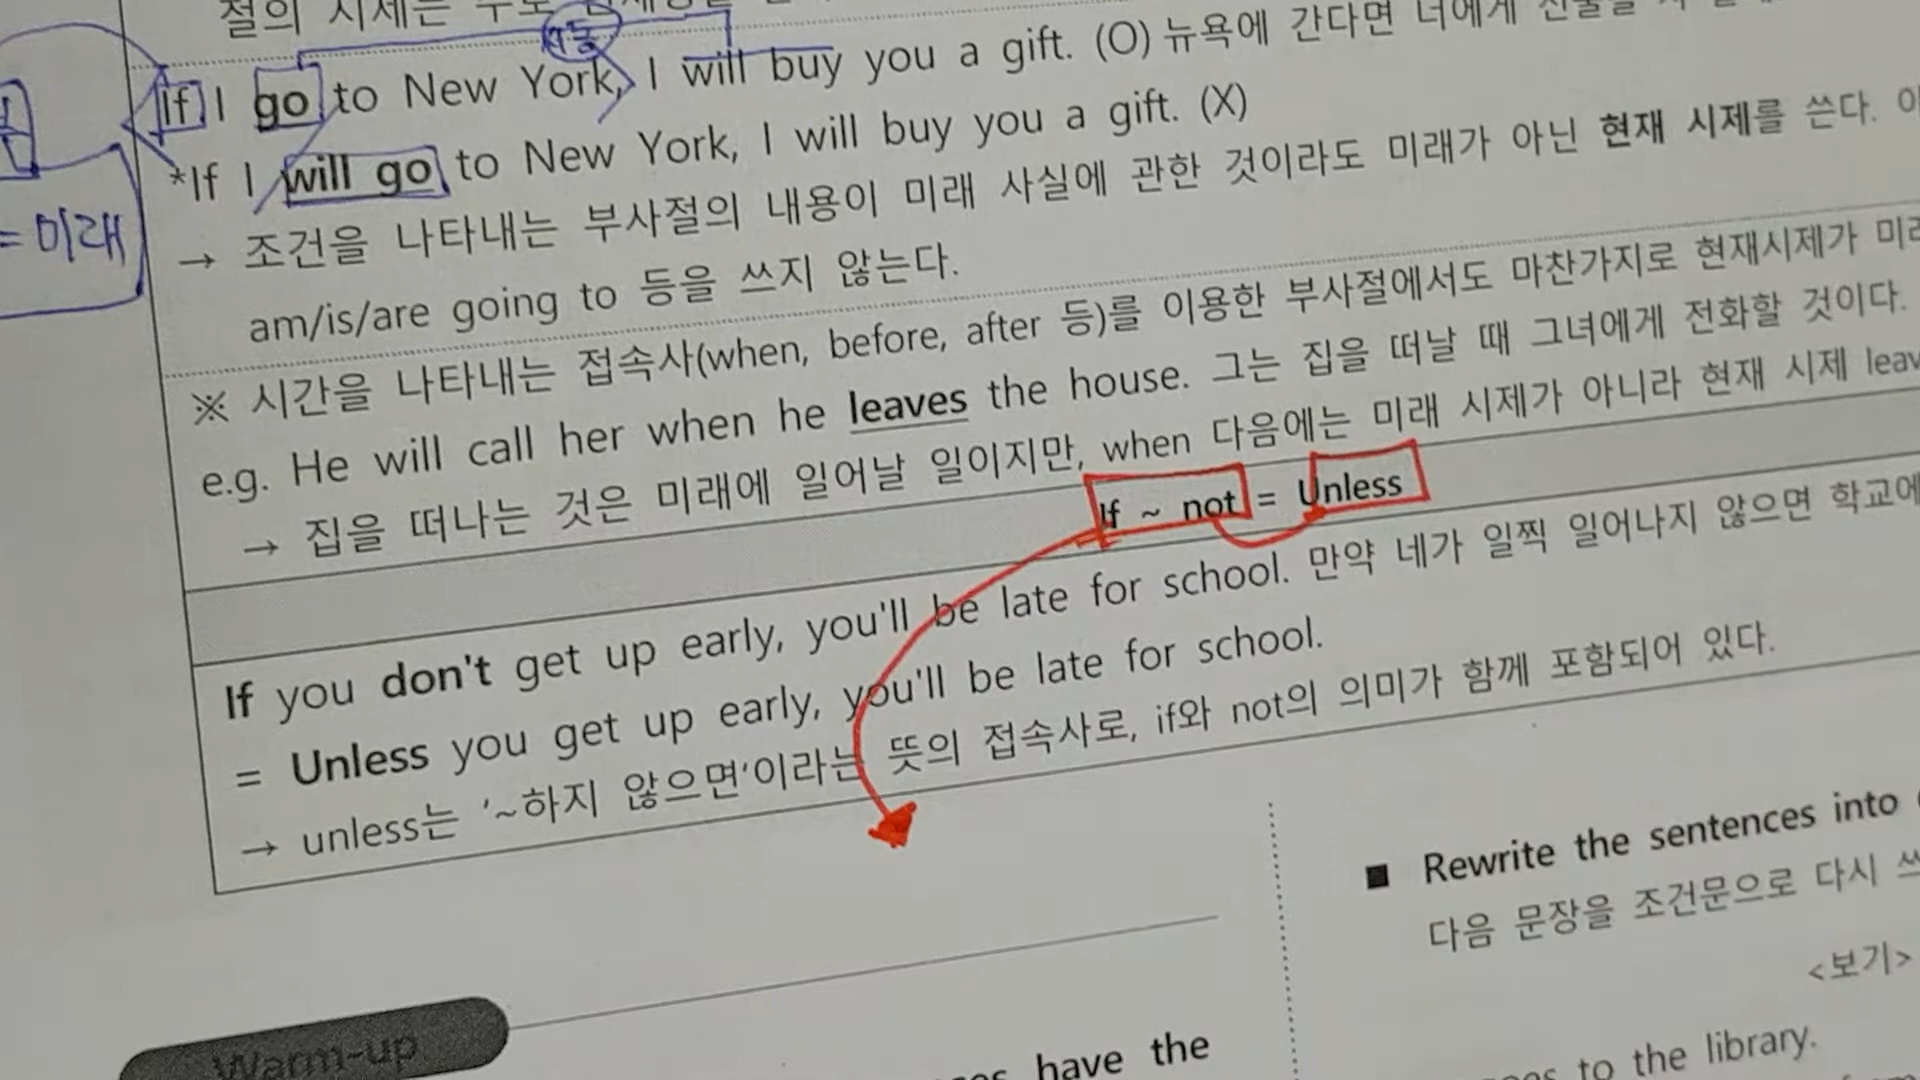 절의 시제는
If I go to New York, I will buy you a gift. (O) 뉴욕에 간다면 너에게 선물을
*If I will go to New York, I will buy you a gift. (X)
= 미래
→ 조건을 나타내는 부사절의 내용이 미래 사실에 관한 것이라도 미래가 아닌 현재 시제를 쓴다.
am/is/are going to 등을 쓰지 않는다.
※ 시간을 나타내는 접속사(when, before, after 등)를 이용한 부사절에서도 마찬가지로 현재시제가
e.g. He will call her when he leaves the house. 그는 집을 떠날 때 그녀에게 전화할 것이다.
→ 집을 떠나는 것은 미래에 일어날 일이지만, when 다음에는 미래 시제가 아니라 현재 시제
If ~ not = Unless
If you don't get up early, you'll be late for school. 만약 네가 일찍 일어나지 않으면 학교에
= Unless you get up early, you'll be late for school.
→ unless는 '~하지 않으면'이라는 뜻의 접속사로, if와 not의 의미가 함께 포함되어 있다.
■ Rewrite the sentences into
다음 문장을 조건문으로 다시
<보기>
Warm-up
have the
to the library.